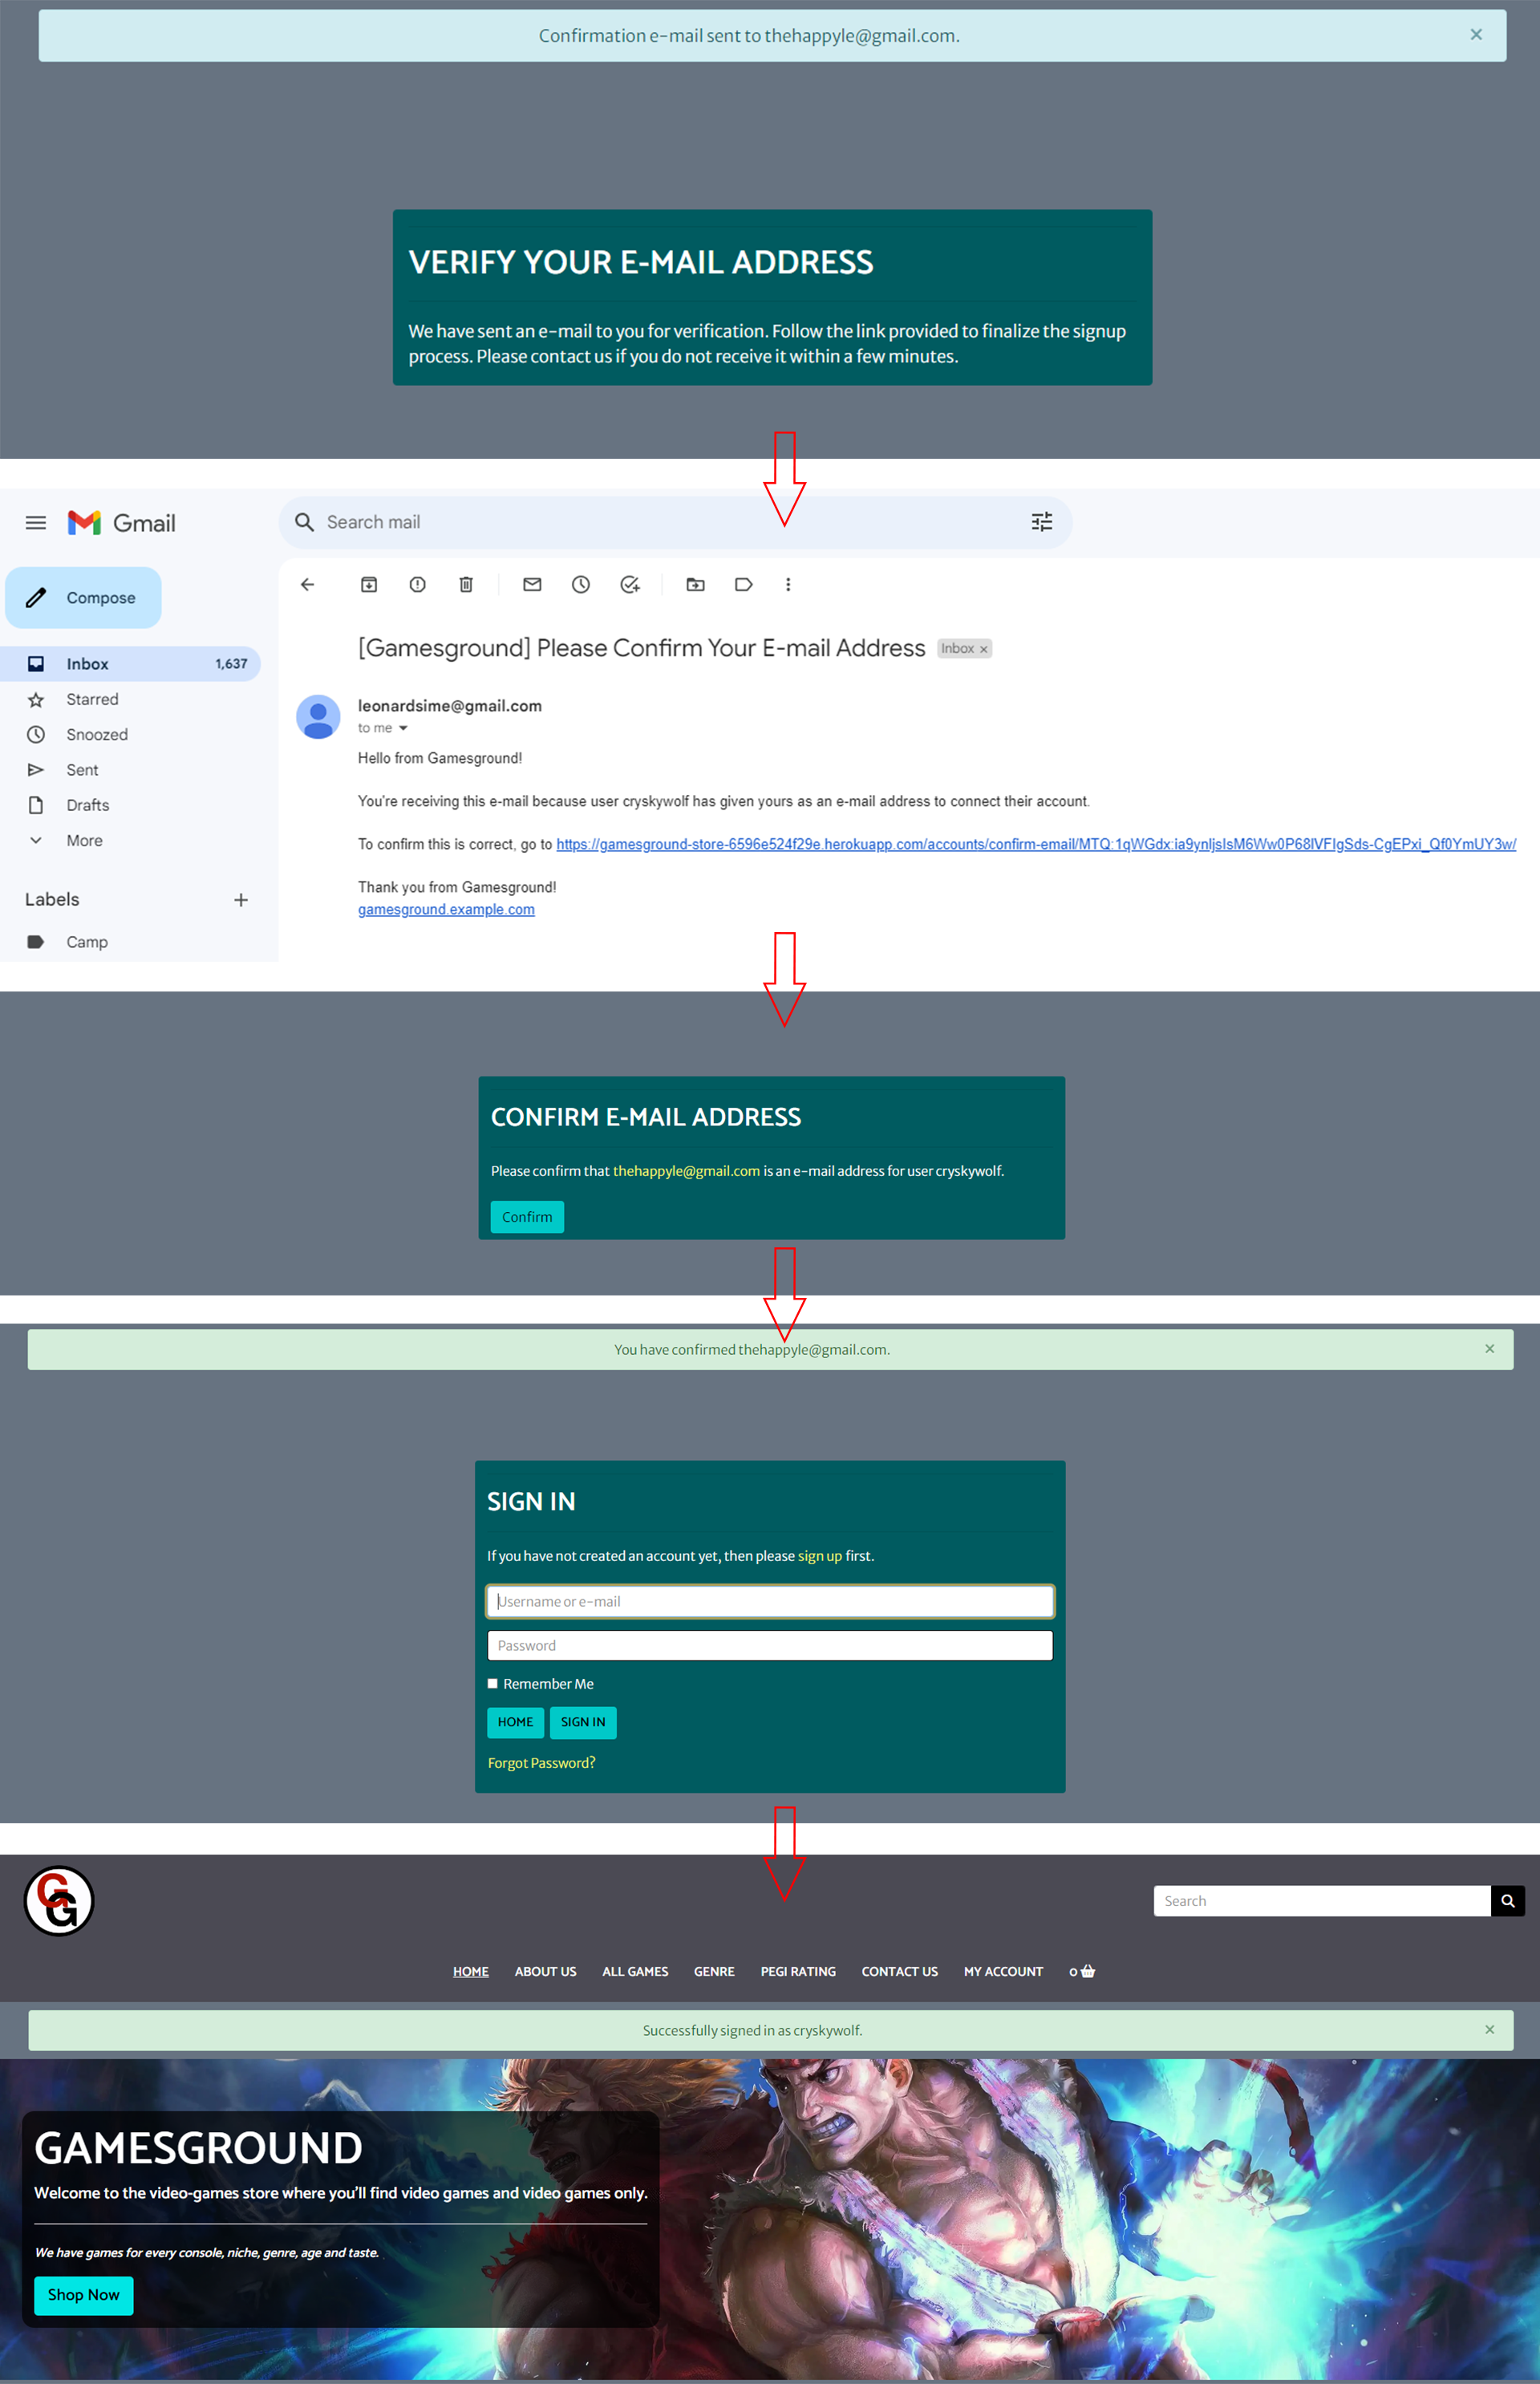 Confirmation e-mail sent to thehappyle@gmail.com.
×
VERIFY YOUR E-MAIL ADDRESS
We have sent an e-mail to you for verification. Follow the link provided to finalize the signup
process. Please contact us if you do not receive it within a few minutes.
Gmail
Search mail
Compose
Inbox 1,637
Starred
Snoozed
Sent
Drafts
More
Labels
Camp
[Gamesground] Please Confirm Your E-mail Address Inbox ×
leonardsime@gmail.com
to me
Hello from Gamesground!
You're receiving this e-mail because user cryskywolf has given yours as an e-mail address to connect their account.
To confirm this is correct, go to https://gamesground-store-6596e524f29e.herokuapp.com/accounts/confirm-email/MTQ:1qWGdx:ia9ynljsIsM6Ww0P68lVFIgSds-CgEPxi_Qf0YmUY3w/
Thank you from Gamesground!
gamesground.example.com
CONFIRM E-MAIL ADDRESS
Please confirm that thehappyle@gmail.com is an e-mail address for user cryskywolf.
Confirm
You have confirmed thehappyle@gmail.com.
×
SIGN IN
If you have not created an account yet, then please sign up first.
Username or e-mail
Password
Remember Me
HOME SIGN IN
Forgot Password?
GG
Search
HOME ABOUT US ALL GAMES GENRE PEGI RATING CONTACT US MY ACCOUNT 0
Successfully signed in as cryskywolf.
×
GAMESGROUND
Welcome to the video-games store where you'll find video games and video games only.
We have games for every console, niche, genre, age and taste.
Shop Now